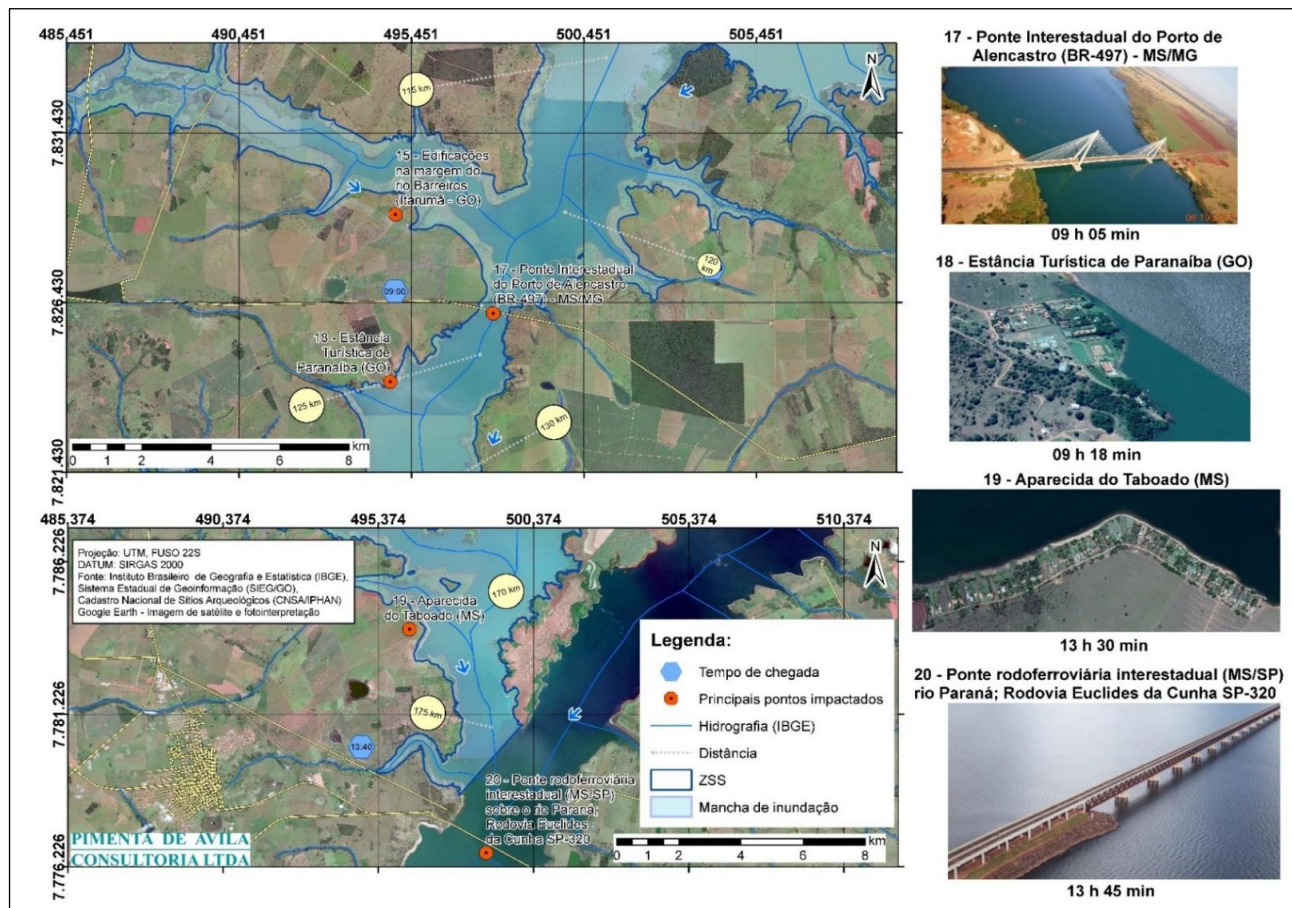 485,451
490,451
495,451
500,451
505,451
7.831.430
7.826.430
7.821.430
N
115 km
15 - Edificações
na margem do
rio Barreiros
(Itarumã - GO)
120
km
17 - Ponte Interestadual
do Porto de Alencastro
(BR-497) - MS/MG
09:00
18 - Estância
Turística de
Paranaíba (GO)
125 km
130 km
0 1 2 4 6 8
km
485,374
490,374
495,374
500,374
505,374
510,374
7.786.226
7.781.226
7.776.226
N
Projeção: UTM, FUSO 22S
DATUM: SIRGAS 2000
Fonte: Instituto Brasileiro de Geografia e Estatística (IBGE),
Sistema Estadual de Geoinformação (SIEG/GO),
Cadastro Nacional de Sítios Arqueológicos (CNSA/IPHAN)
Google Earth - Imagem de satélite e fotointerpretação
170 km
19 - Aparecida
do Taboado (MS)
175 km
13:40
20 - Ponte rodoferroviária
interestadual (MS/SP)
sobre o rio Paraná;
Rodovia Euclides
da Cunha SP-320
PIMENTA DE AVILA
CONSULTORIA LTDA
Legenda:
Tempo de chegada
Principais pontos impactados
Hidrografia (IBGE)
Distância
ZSS
Mancha de inundação
0 1 2 4 6 8
km
17 - Ponte Interestadual do Porto de
Alencastro (BR-497) - MS/MG
09 h 05 min
18 - Estância Turística de Paranaíba (GO)
09 h 18 min
19 - Aparecida do Taboado (MS)
13 h 30 min
20 - Ponte rodoferroviária interestadual (MS/SP)
rio Paraná; Rodovia Euclides da Cunha SP-320
13 h 45 min